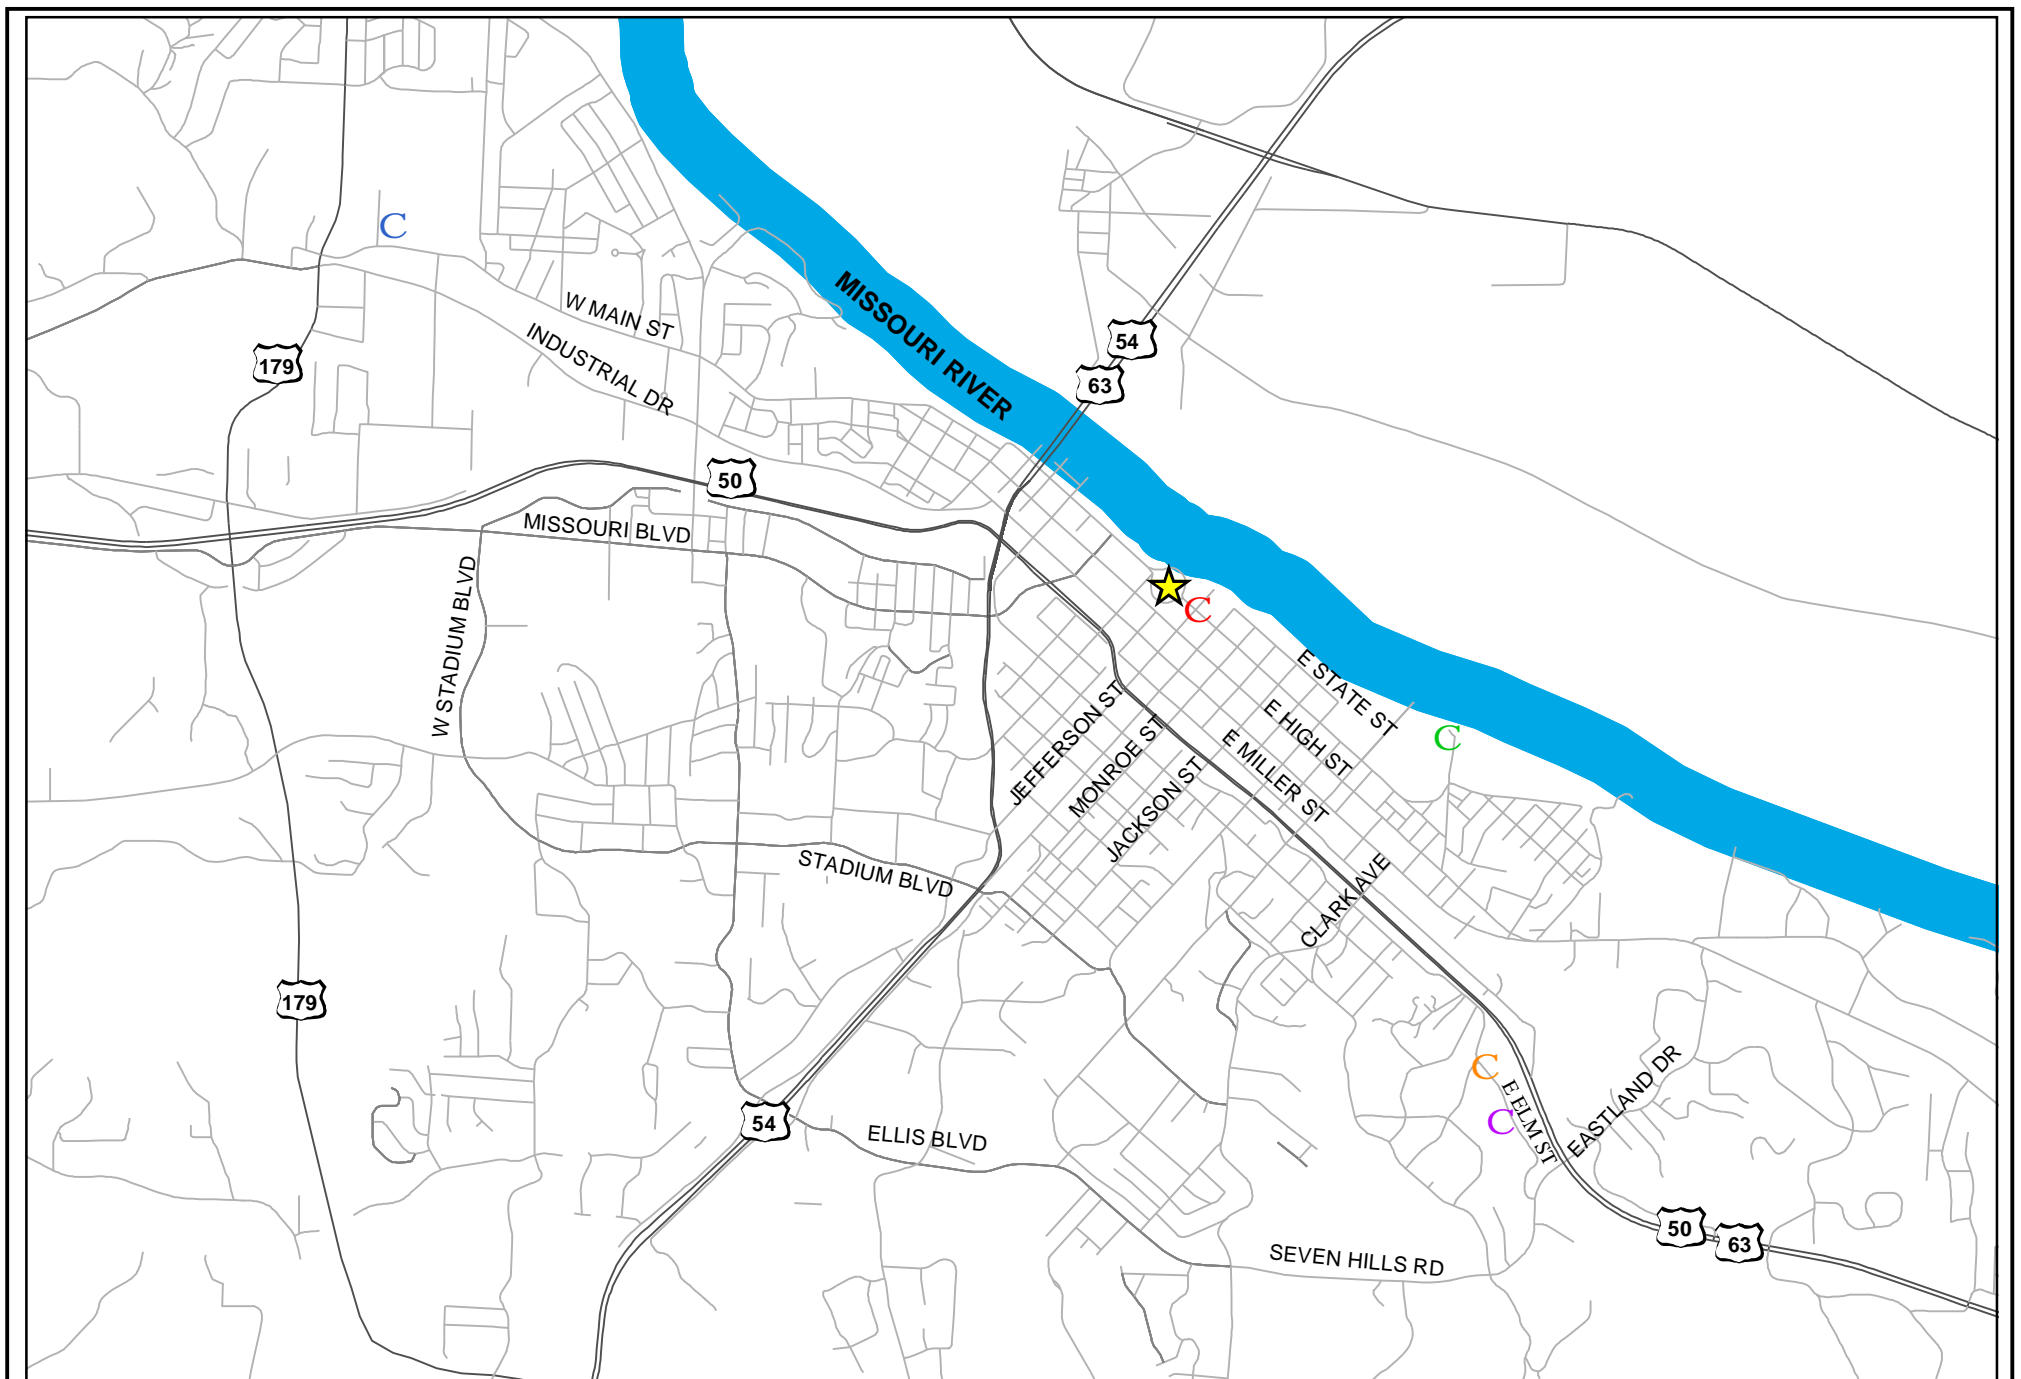 C
W MAIN ST
MISSOURI RIVER
INDUSTRIAL DR
54
179
63
50
MISSOURI BLVD
W STADIUM BLVD
C
E STATE ST
JEFFERSON ST
E HIGH ST
C
MONROE ST
E MILLER ST
JACKSON ST
STADIUM BLVD
CLARK AVE
179
C
E ELM ST
EASTLAND DR
C
54
ELLIS BLVD
50
63
SEVEN HILLS RD